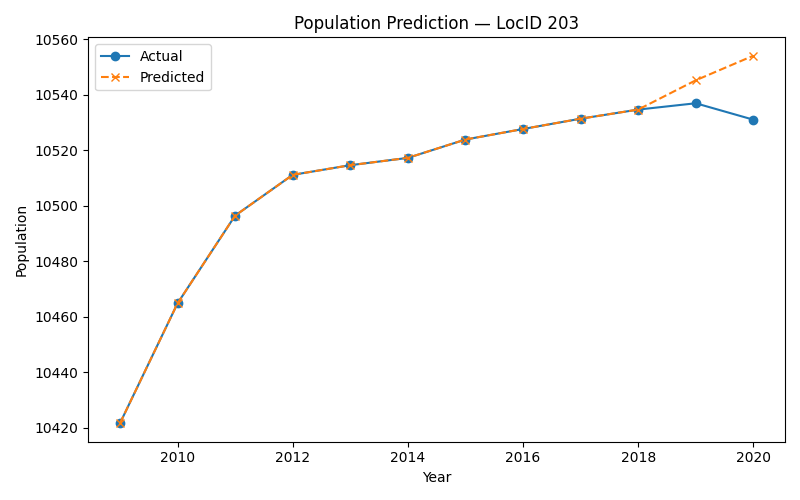 Population Prediction — LocID 203
Actual
Predicted
10560
10540
10520
10500
10480
10460
10440
10420
Population
2010 2012 2014 2016 2018 2020
Year